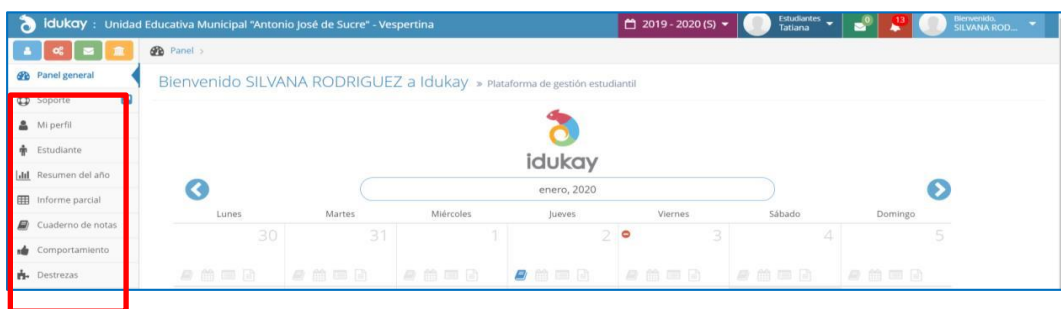 idukay : Unidad Educativa Municipal "Antonio José de Sucre" - Vespertina
2019 - 2020 (S)
Estudiantes
Tatiana
0
13
Bienvenido,
SILVANA ROD...
Panel >
Panel general
Soporte
Mi perfil
Estudiante
Resumen del año
Informe parcial
Cuaderno de notas
Comportamiento
Destrezas
Bienvenido SILVANA RODRIGUEZ a Idukay » Plataforma de gestión estudiantil
idukay
enero, 2020
Lunes Martes Miércoles Jueves Viernes Sábado Domingo
30 31 1 2 3 4 5